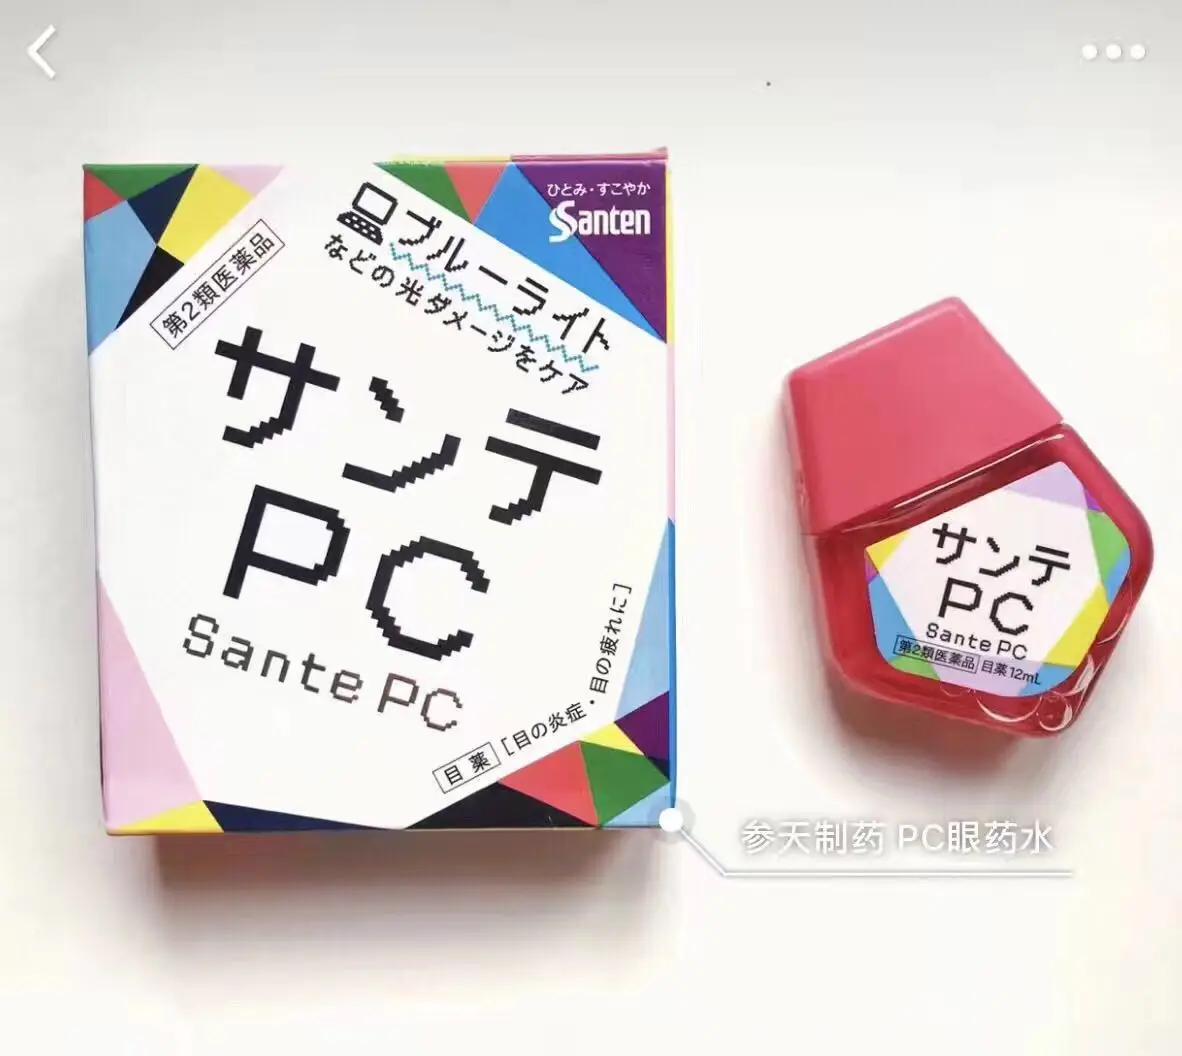 ひとみ・すこやか
Santen
ブルーライト
などの光ダメージをケア
第2類医薬品
サンテ
PC
Sante PC
目薬 [目の炎症・目の疲れに]
サンテ
PC
Sante PC
第2類医薬品 目薬 12mL
参天制药 PC眼药水